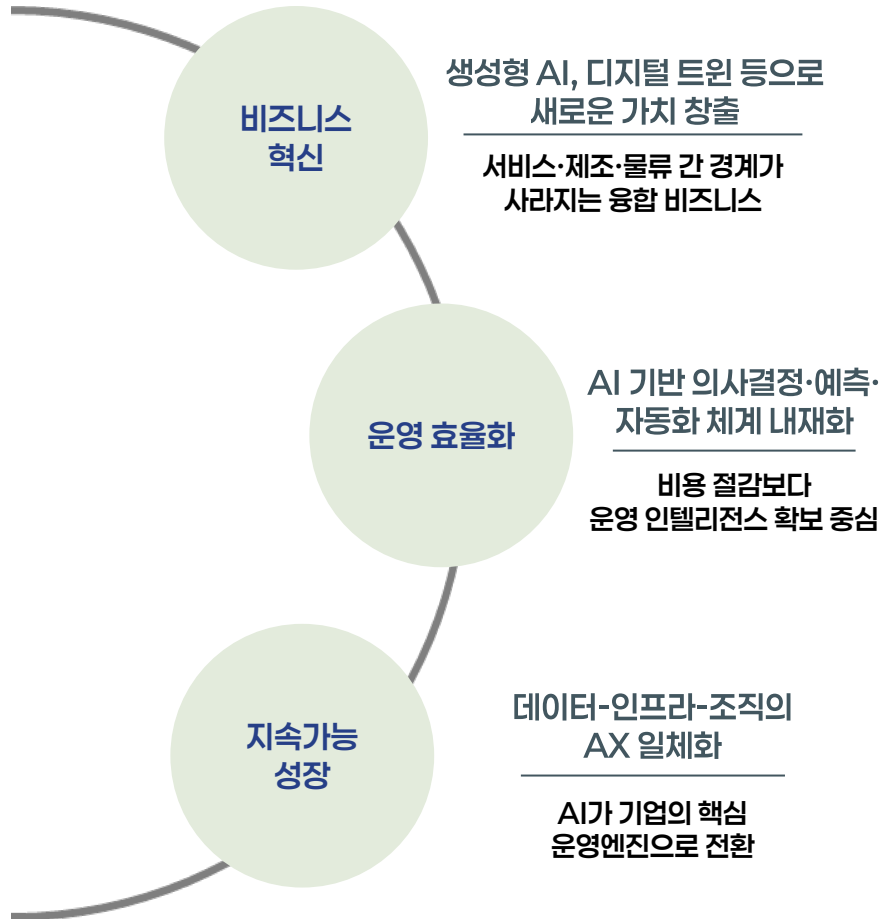 비즈니스
혁신
생성형 AI, 디지털 트윈 등으로
새로운 가치 창출
서비스·제조·물류 간 경계가
사라지는 융합 비즈니스
운영 효율화
AI 기반 의사결정·예측·
자동화 체계 내재화
비용 절감보다
운영 인텔리전스 확보 중심
지속가능
성장
데이터-인프라-조직의
AX 일체화
AI가 기업의 핵심
운영엔진으로 전환